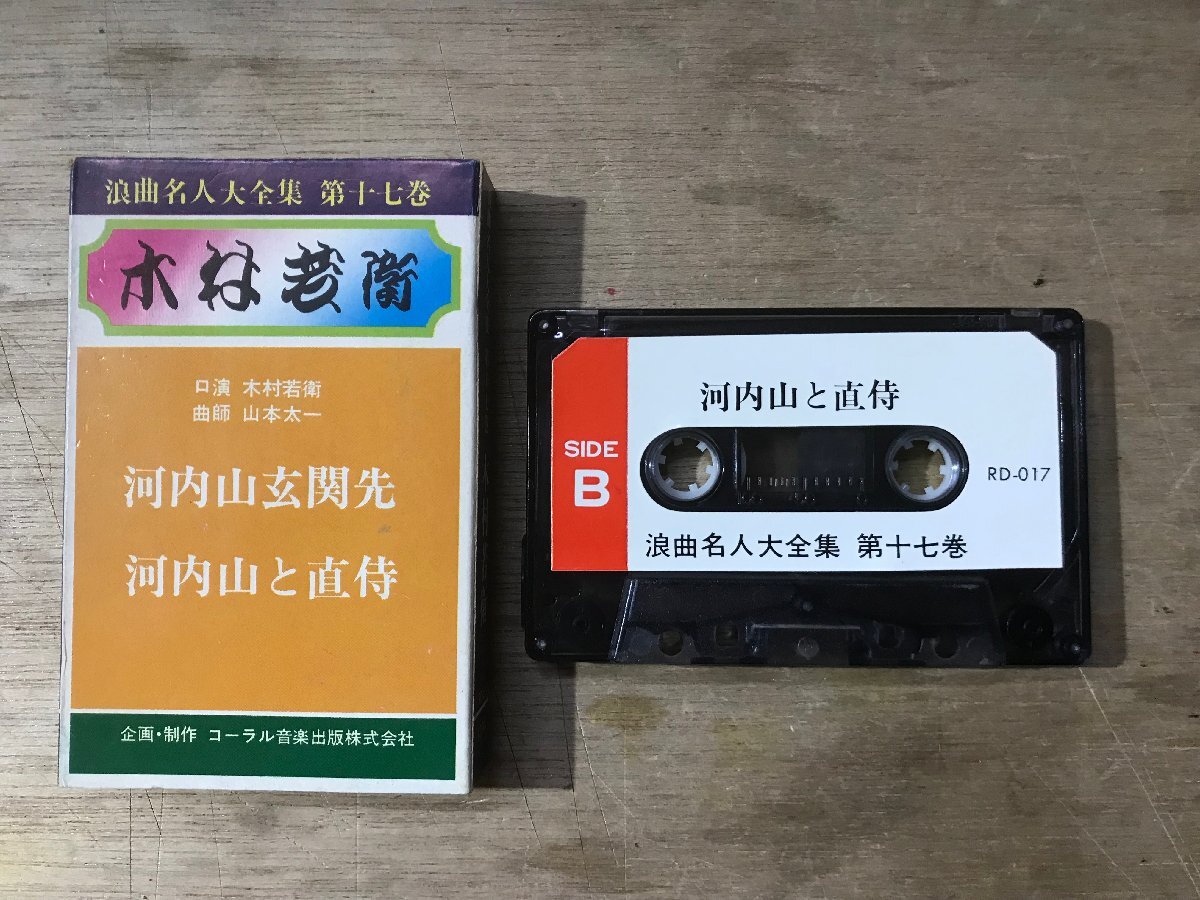 浪曲名人大全集 第十七巻
木村若衛
口演 木村若衛
曲師 山本太一
河内山玄関先
河内山と直侍
企画・制作 コーラル音楽出版株式会社
河内山と直侍
SIDE
B
RD-017
浪曲名人大全集 第十七巻